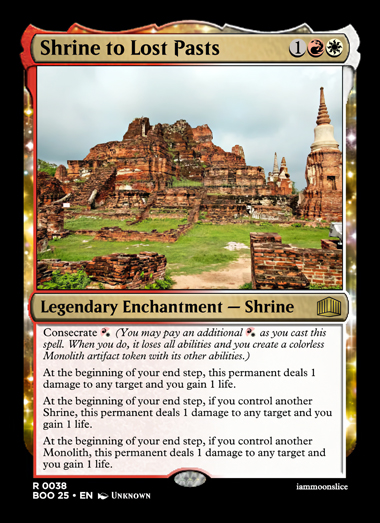 Shrine to Lost Pasts 1
Legendary Enchantment — Shrine
Consecrate (You may pay an additional as you cast this
spell. When you do, it loses all abilities and you create a colorless
Monolith artifact token with its other abilities.)
At the beginning of your end step, this permanent deals 1
damage to any target and you gain 1 life.
At the beginning of your end step, if you control another
Shrine, this permanent deals 1 damage to any target and you
gain 1 life.
At the beginning of your end step, if you control another
Monolith, this permanent deals 1 damage to any target and
you gain 1 life.
R 0038
BOO 25 • EN Unknown
iammoonslice